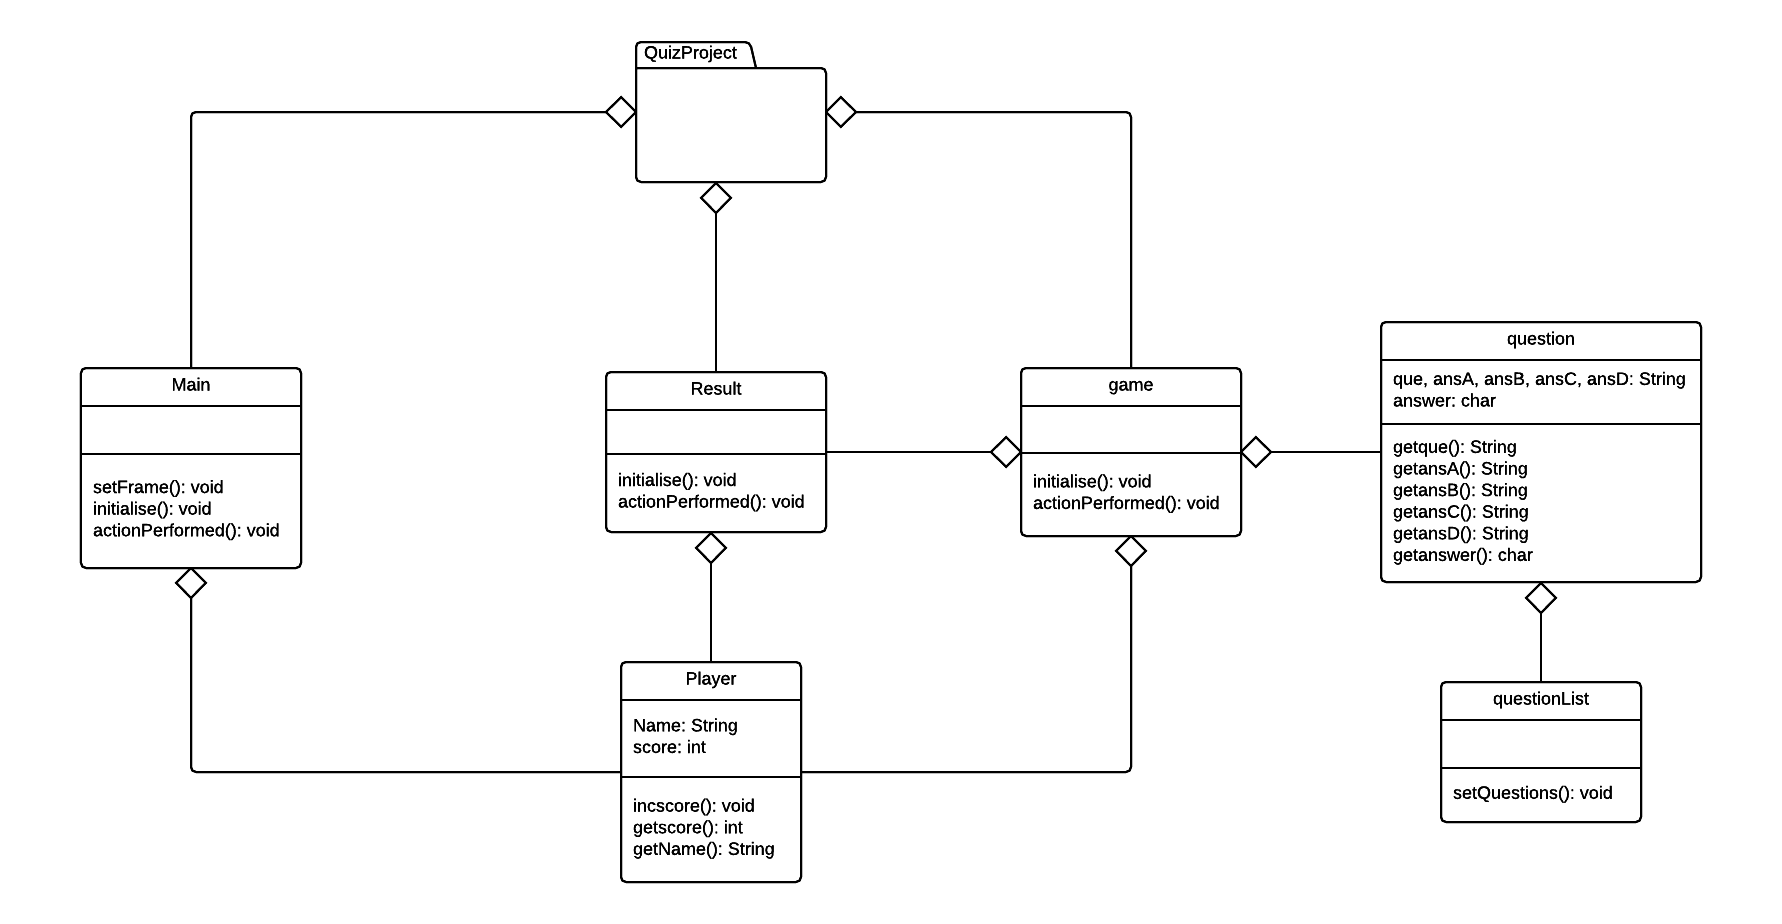 QuizProject
Main
setFrame(): void
initialise(): void
actionPerformed(): void
Result
initialise(): void
actionPerformed(): void
game
initialise(): void
actionPerformed(): void
question
que, ansA, ansB, ansC, ansD: String
answer: char
getque(): String
getansA(): String
getansB(): String
getansC(): String
getansD(): String
getanswer(): char
Player
Name: String
score: int
incscore(): void
getscore(): int
getName(): String
questionList
setQuestions(): void